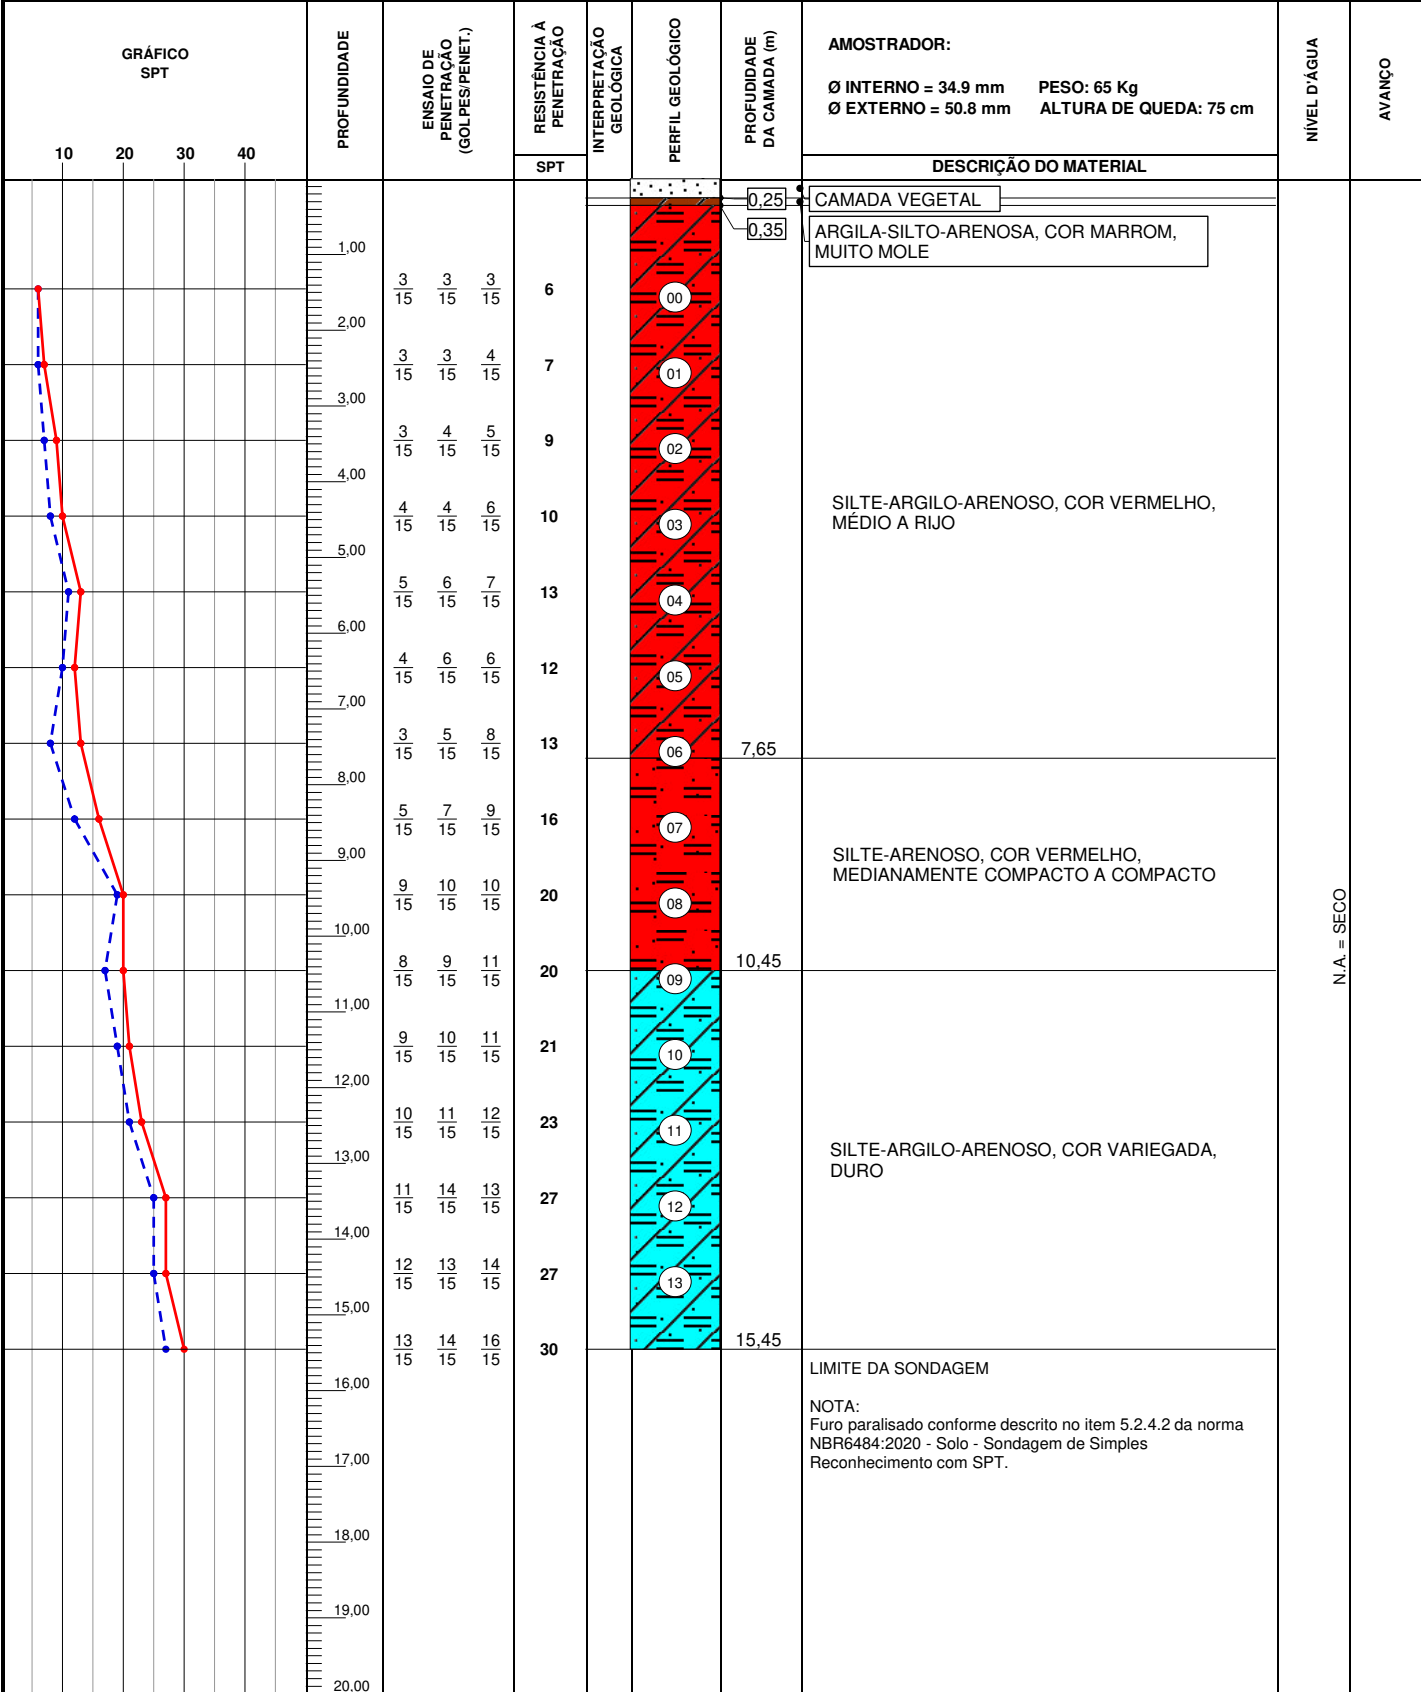 GRÁFICO
SPT
10 20 30 40
PROFUNDIDADE
ENSAIO DE
PENETRAÇÃO
(GOLPES/PENET.)
RESISTÊNCIA À
PENETRAÇÃO
SPT
INTERPRETAÇÃO
GEOLÓGICA
PERFIL GEOLÓGICO
PROFUDIDADE
DA CAMADA (m)
AMOSTRADOR:
Ø INTERNO = 34.9 mm PESO: 65 Kg
Ø EXTERNO = 50.8 mm ALTURA DE QUEDA: 75 cm
DESCRIÇÃO DO MATERIAL
NÍVEL D'ÁGUA
AVANÇO
0,25 CAMADA VEGETAL
0,35 ARGILA-SILTO-ARENOSA, COR MARROM,
MUITO MOLE
1,00
3/15 3/15 3/15 6 00
2,00
3/15 3/15 4/15 7 01
3,00
3/15 4/15 5/15 9 02
4,00
4/15 4/15 6/15 10 03
SILTE-ARGILO-ARENOSO, COR VERMELHO,
MÉDIO A RIJO
5,00
5/15 6/15 7/15 13 04
6,00
4/15 6/15 6/15 12 05
7,00
3/15 5/15 8/15 13 06 7,65
8,00
5/15 7/15 9/15 16 07
9,00
SILTE-ARENOSO, COR VERMELHO,
MEDIANAMENTE COMPACTO A COMPACTO
9/15 10/15 10/15 20 08
10,00
N.A. = SECO
10,45
8/15 9/15 11/15 20 09
11,00
9/15 10/15 11/15 21 10
12,00
10/15 11/15 12/15 23 11
13,00
SILTE-ARGILO-ARENOSO, COR VARIEGADA,
DURO
11/15 14/15 13/15 27 12
14,00
12/15 13/15 14/15 27 13
15,00
15,45
13/15 14/15 16/15 30
LIMITE DA SONDAGEM
16,00
NOTA:
Furo paralisado conforme descrito no item 5.2.4.2 da norma
NBR6484:2020 - Solo - Sondagem de Simples
Reconhecimento com SPT.
17,00
18,00
19,00
20,00